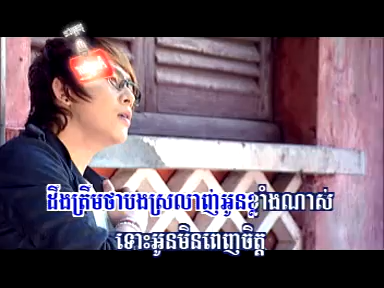 ដឹងត្រឹមថាបងស្រលាញ់អូនខ្លាំងណាស់
ទោះអូនមិនពេញចិត្ត